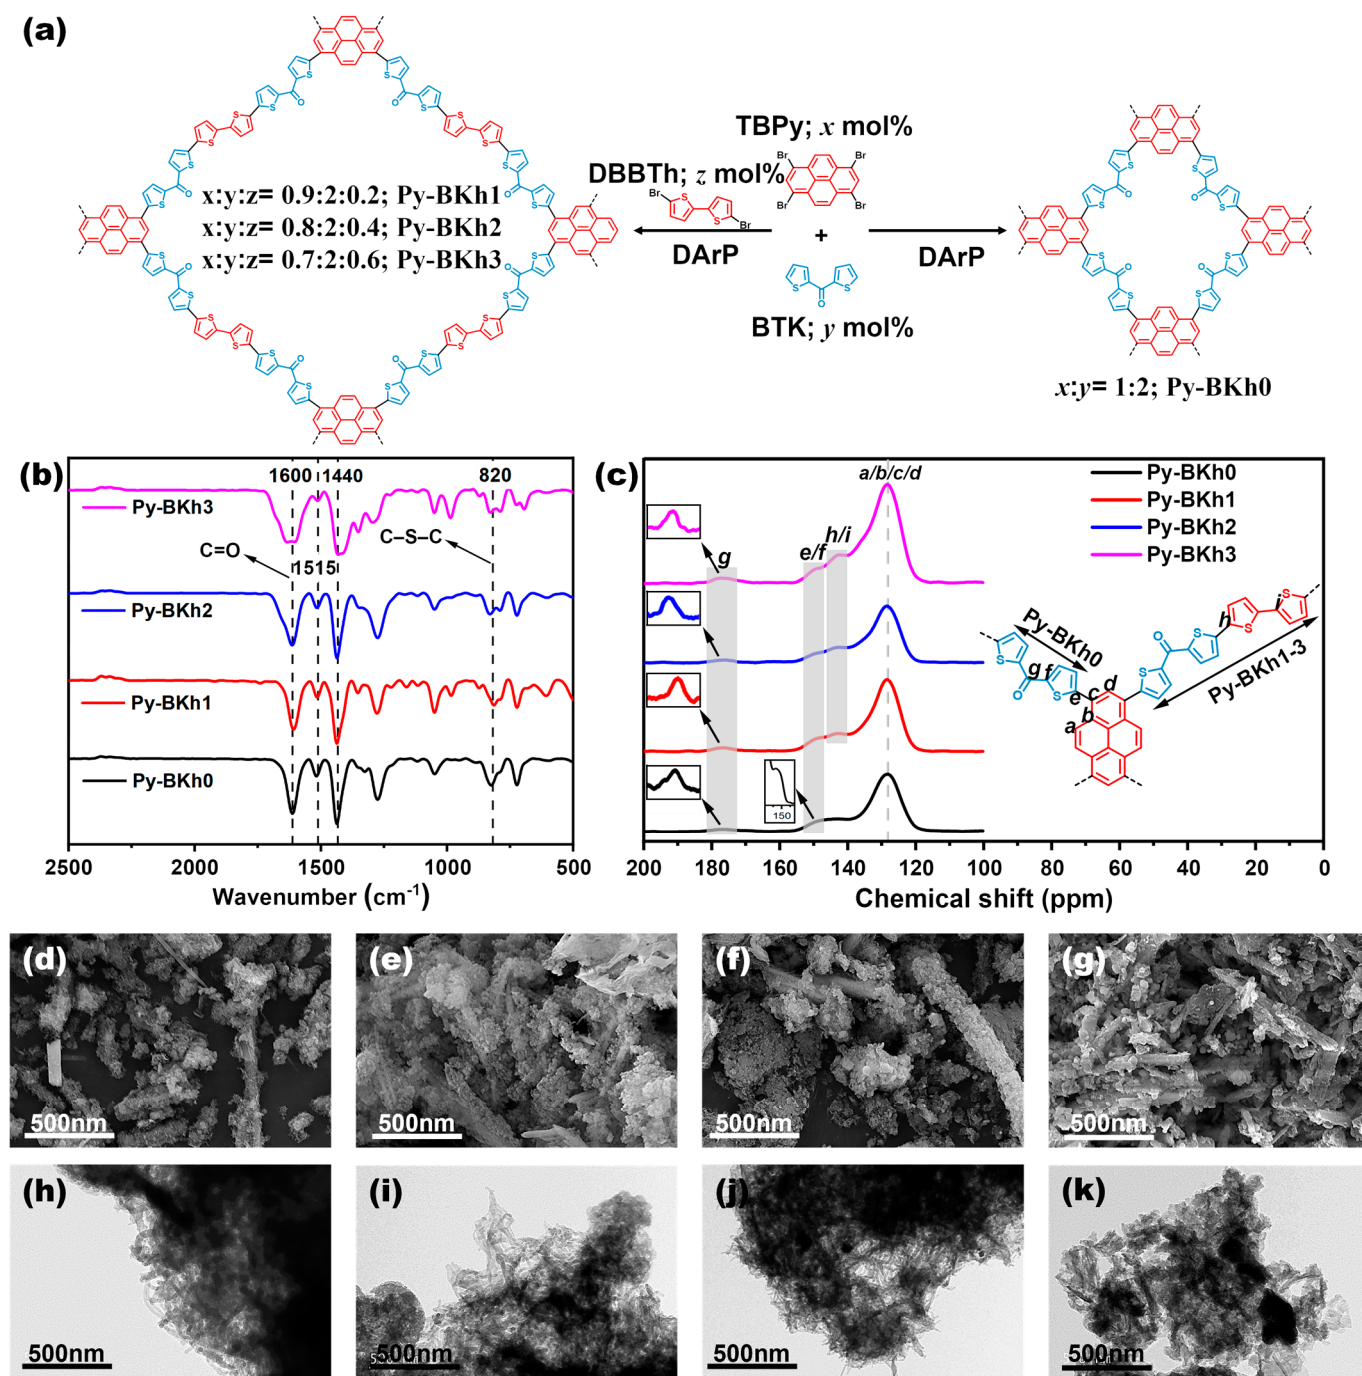 (a)
TBPy; x mol%
DBBTh; z mol%
Br
Br
Br
Br
Br
Br
S
S
x:y:z= 0.9:2:0.2; Py-BKh1
x:y:z= 0.8:2:0.4; Py-BKh2
x:y:z= 0.7:2:0.6; Py-BKh3
DArP
+
DArP
S
S
O
BTK; y mol%
x:y= 1:2; Py-BKh0
(b)
1600
1440
820
Py-BKh3
C=O
1515
C–S–C
Py-BKh2
Py-BKh1
Py-BKh0
2500
2000
1500
1000
500
Wavenumber (cm-1)
(c)
a/b/c/d
Py-BKh0
Py-BKh1
Py-BKh2
Py-BKh3
g
e/f
h/i
150
Py-BKh0
Py-BKh1-3
g
f
e
c
d
b
a
h
i
S
S
O
S
O
S
S
S
200
180
160
140
120
100
80
60
40
20
0
Chemical shift (ppm)
(d)
500nm
(e)
500nm
(f)
500nm
(g)
500nm
(h)
500nm
(i)
500nm
(j)
500nm
(k)
500nm